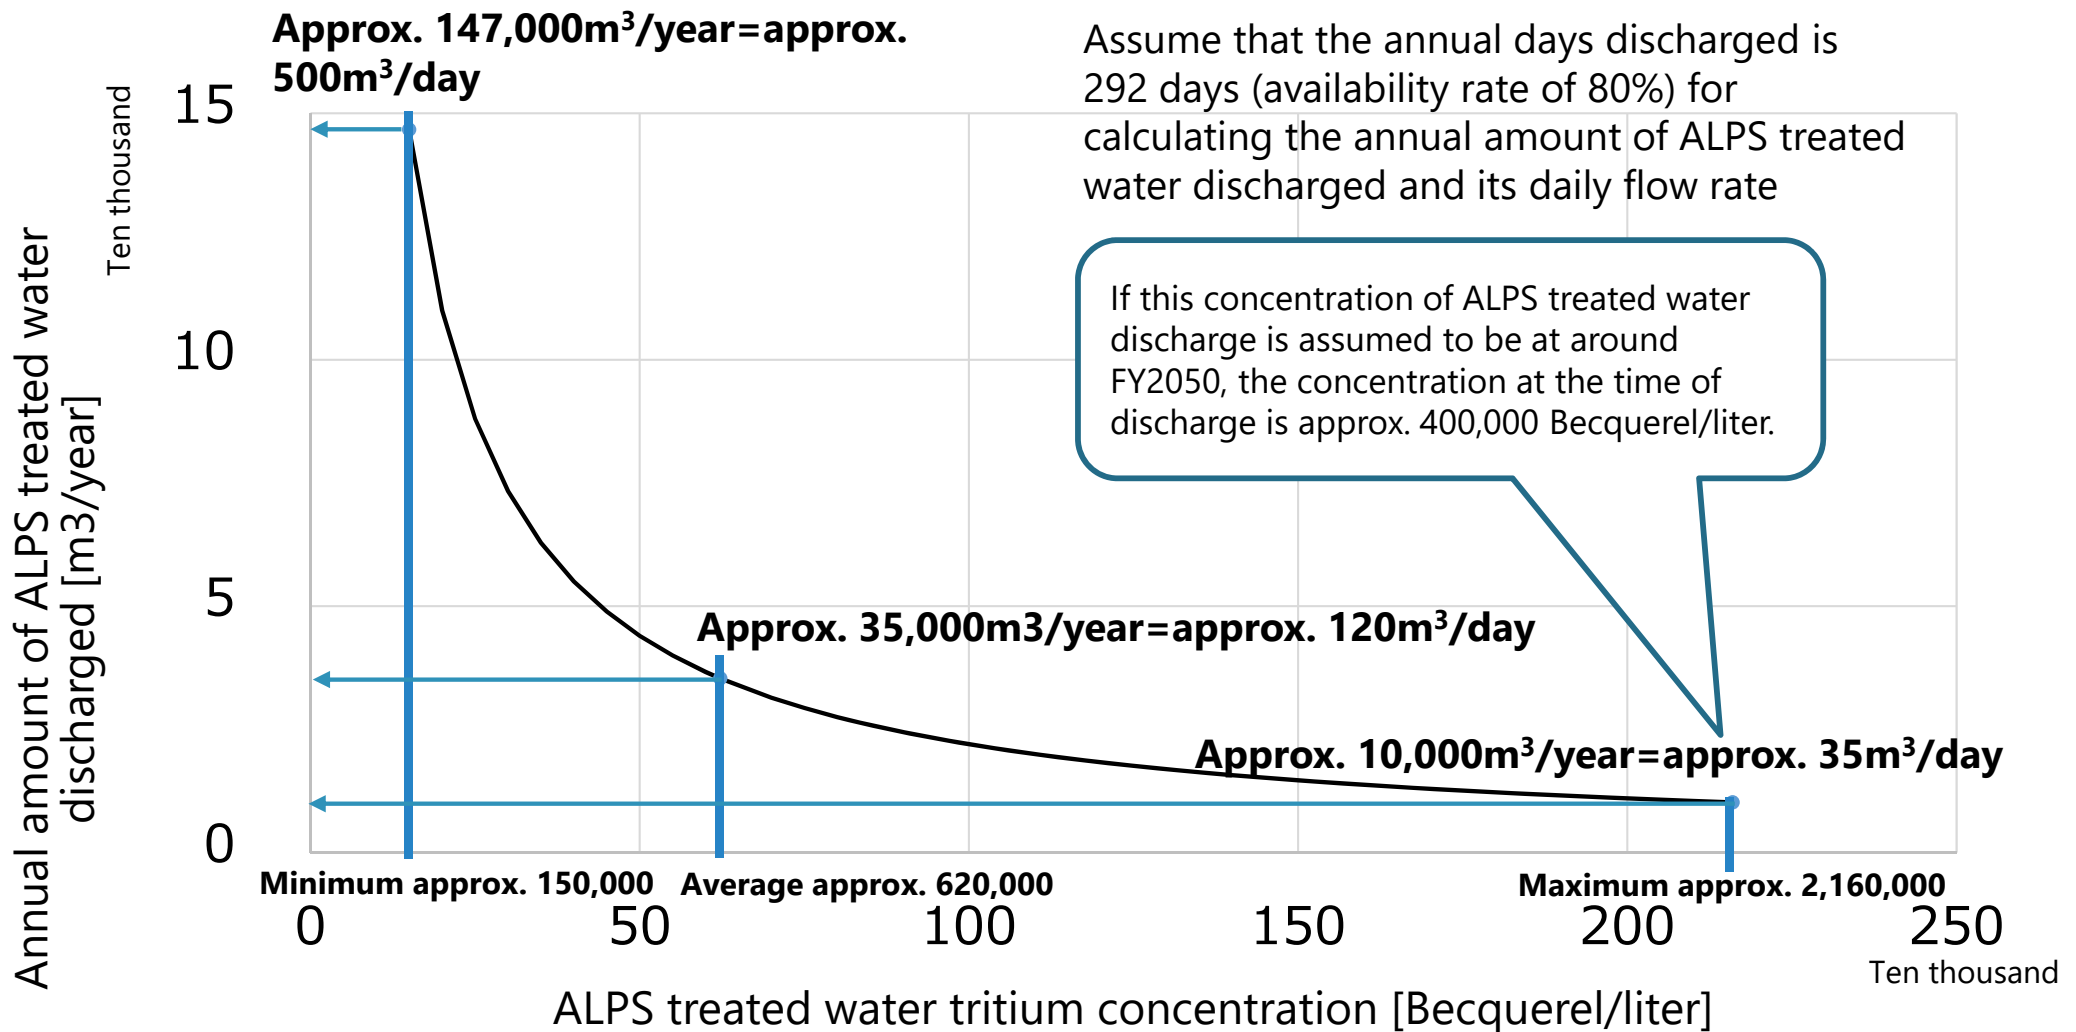 Approx. 147,000m³/year=approx.
500m³/day
Assume that the annual days discharged is
292 days (availability rate of 80%) for
calculating the annual amount of ALPS treated
water discharged and its daily flow rate
If this concentration of ALPS treated water
discharge is assumed to be at around
FY2050, the concentration at the time of
discharge is approx. 400,000 Becquerel/liter.
Annual amount of ALPS treated water
discharged [m3/year]
Ten thousand
15
10
5
0
Approx. 35,000m3/year=approx. 120m³/day
Approx. 10,000m³/year=approx. 35m³/day
Minimum approx. 150,000
Average approx. 620,000
Maximum approx. 2,160,000
0
50
100
150
200
250
Ten thousand
ALPS treated water tritium concentration [Becquerel/liter]